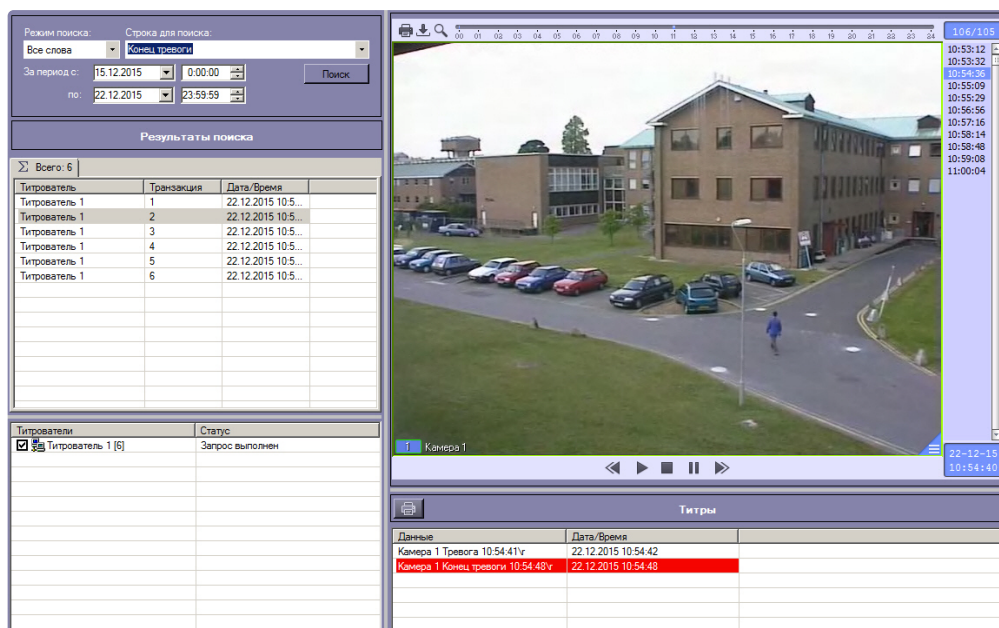 Режим поиска: Строка для поиска:
Все слова Конец тревоги
За период с: 15.12.2015 0:00:00 Поиск
по: 22.12.2015 23:59:59
Результаты поиска
Σ Всего: 6
Титрователь Транзакция Дата/Время
Титрователь 1 1 22.12.2015 10:5...
Титрователь 1 2 22.12.2015 10:5...
Титрователь 1 3 22.12.2015 10:5...
Титрователь 1 4 22.12.2015 10:5...
Титрователь 1 5 22.12.2015 10:5...
Титрователь 1 6 22.12.2015 10:5...
Титрователи Статус
Титрователь 1 [6] Запрос выполнен
00 01 02 03 04 05 06 07 08 09 10 11 12 13 14 15 16 17 18 19 20 21 22 23 24
106/105
10:53:12
10:53:32
10:54:36
10:55:09
10:55:29
10:56:56
10:57:16
10:58:14
10:58:48
10:59:08
11:00:04
1 Камера 1
22-12-15
10:54:40
Титры
Данные Дата/Время
Камера 1 Тревога 10:54:41\r 22.12.2015 10:54:42
Камера 1 Конец тревоги 10:54:48\r 22.12.2015 10:54:48